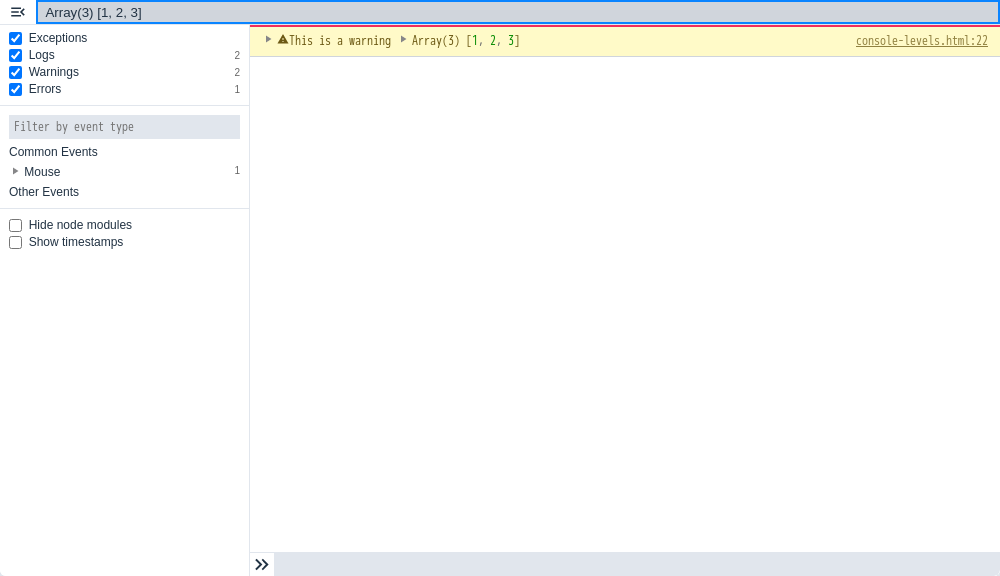 Array(3) [1, 2, 3]
Exceptions
Logs 2
Warnings 2
Errors 1
Filter by event type
Common Events
Mouse 1
Other Events
Hide node modules
Show timestamps
This is a warning Array(3) [1, 2, 3] console-levels.html:22